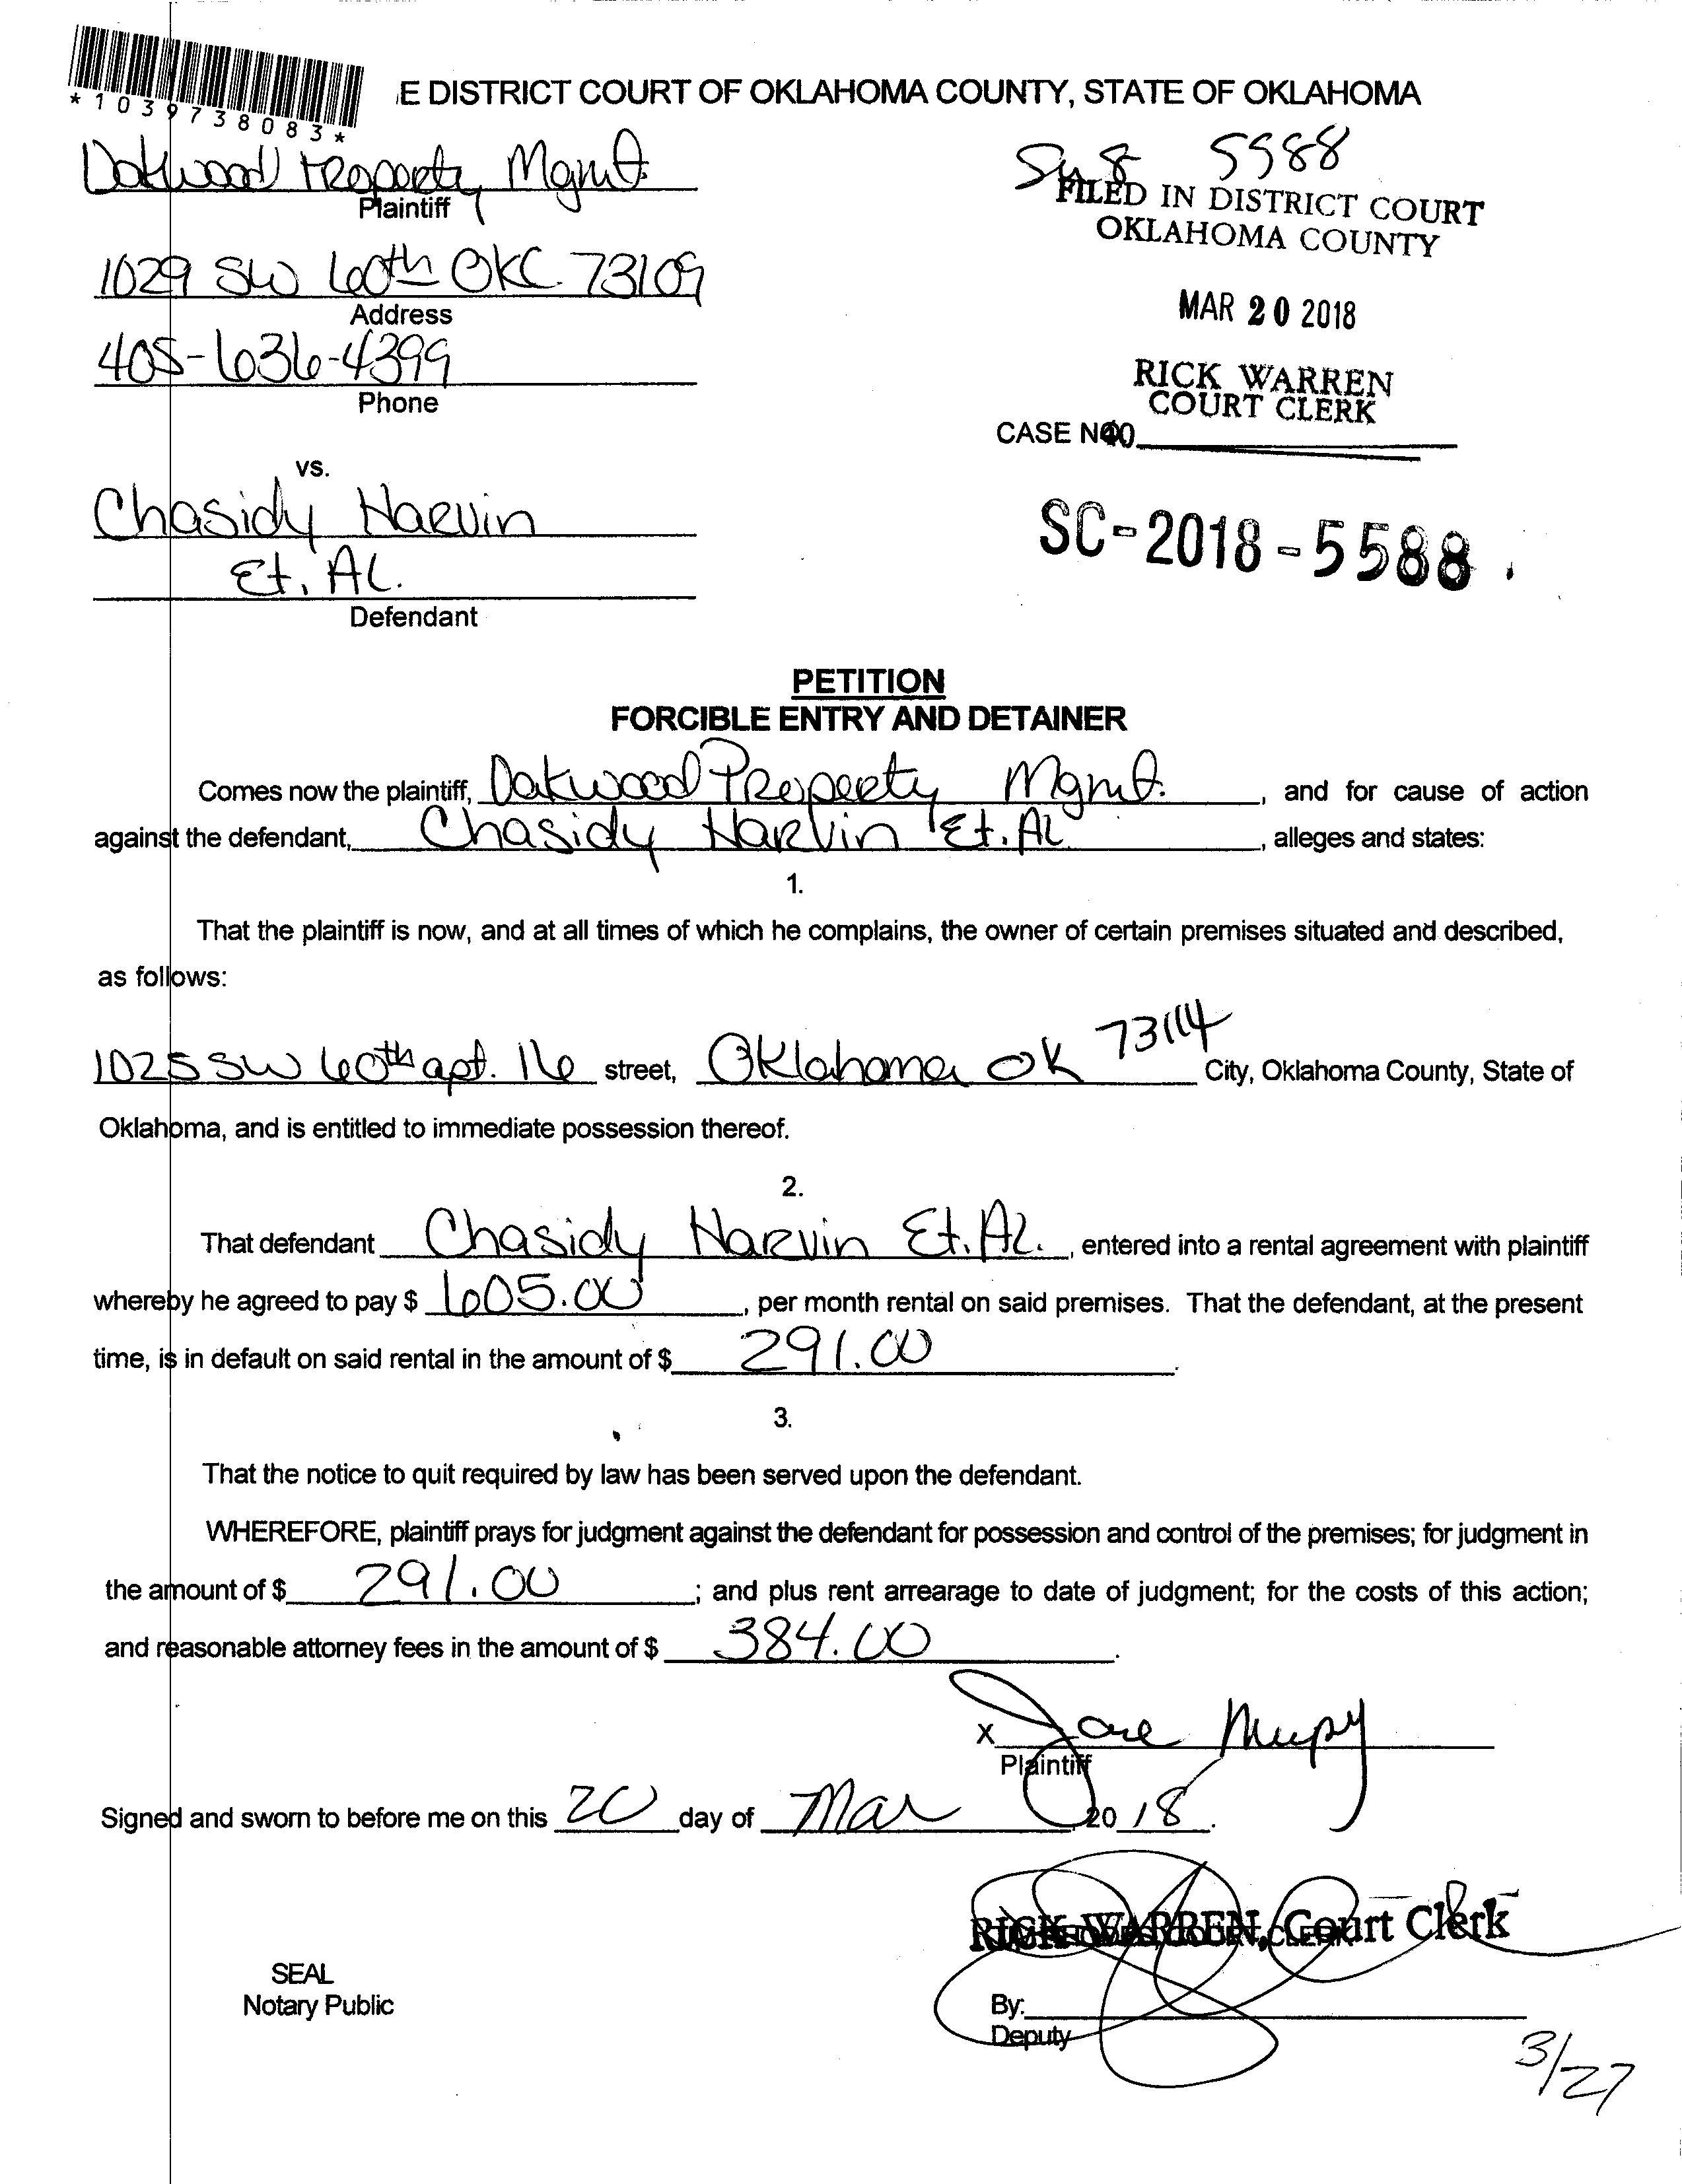 *1039738083*
E DISTRICT COURT OF OKLAHOMA COUNTY, STATE OF OKLAHOMA
Oakwood Property Mgmt.
Plaintiff
5588
FILED IN DISTRICT COURT
OKLAHOMA COUNTY
1029 SW 60th OKC 73109
Address
MAR 20 2018
405-636-4399
Phone
RICK WARREN
COURT CLERK
CASE NO.
vs.
Chasidy Harvin
Et. Al.
Defendant
SC-2018-5588
PETITION
FORCIBLE ENTRY AND DETAINER
Comes now the plaintiff, Oakwood Property Mgmt. , and for cause of action
against the defendant, Chasidy Harvin Et. Al , alleges and states:
1.
That the plaintiff is now, and at all times of which he complains, the owner of certain premises situated and described,
as follows:
1025 SW 60th apt. 16 street, Oklahoma OK 73114 City, Oklahoma County, State of
Oklahoma, and is entitled to immediate possession thereof.
2.
That defendant Chasidy Harvin Et. Al. , entered into a rental agreement with plaintiff
whereby he agreed to pay $ 605.00 , per month rental on said premises. That the defendant, at the present
time, is in default on said rental in the amount of $ 291.00 .
3.
That the notice to quit required by law has been served upon the defendant.
WHEREFORE, plaintiff prays for judgment against the defendant for possession and control of the premises; for judgment in
the amount of $ 291.00 ; and plus rent arrearage to date of judgment; for the costs of this action;
and reasonable attorney fees in the amount of $ 384.00 .
X
Plaintiff
Signed and sworn to before me on this 20 day of Mar , 20 18 .
RICK WARREN, Court Clerk
SEAL
Notary Public
By:
Deputy
3/27